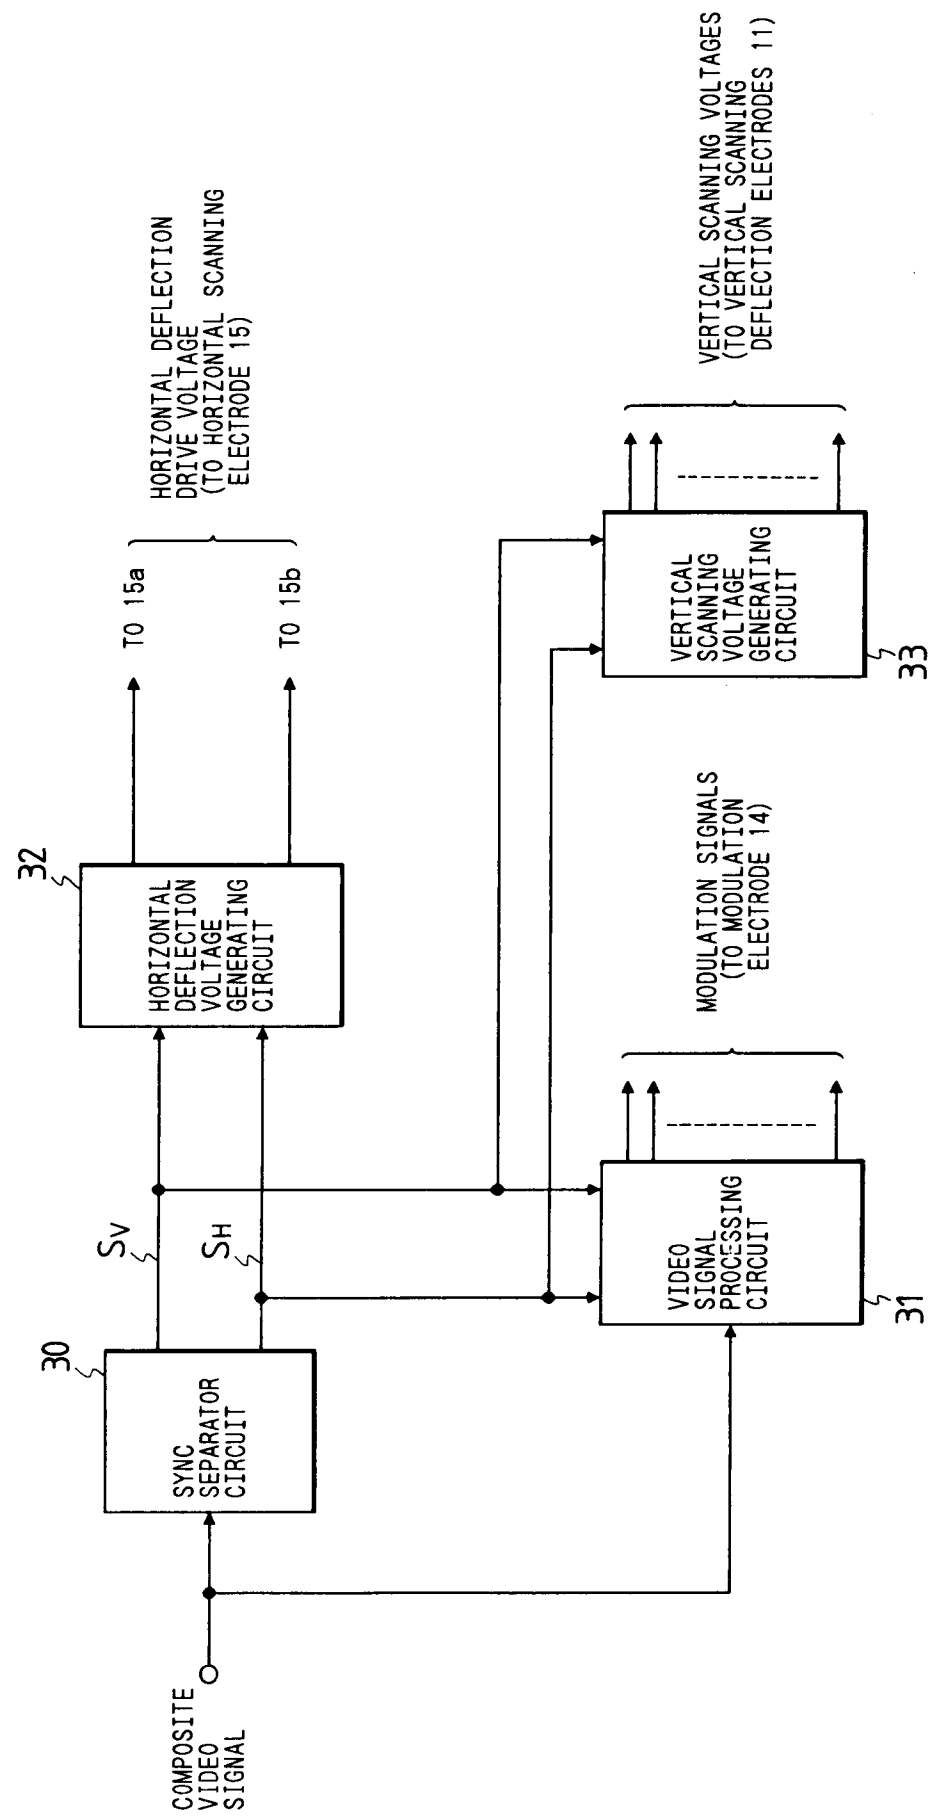 COMPOSITE
VIDEO
SIGNAL
30
SYNC
SEPARATOR
CIRCUIT
SV
SH
32
HORIZONTAL
DEFLECTION
VOLTAGE
GENERATING
CIRCUIT
TO 15a
TO 15b
HORIZONTAL DEFLECTION
DRIVE VOLTAGE
(TO HORIZONTAL SCANNING
ELECTRODE 15)
VIDEO
SIGNAL
PROCESSING
CIRCUIT
31
MODULATION SIGNALS
(TO MODULATION
ELECTRODE 14)
VERTICAL
SCANNING
VOLTAGE
GENERATING
CIRCUIT
33
VERTICAL SCANNING VOLTAGES
(TO VERTICAL SCANNING
DEFLECTION ELECTRODES 11)